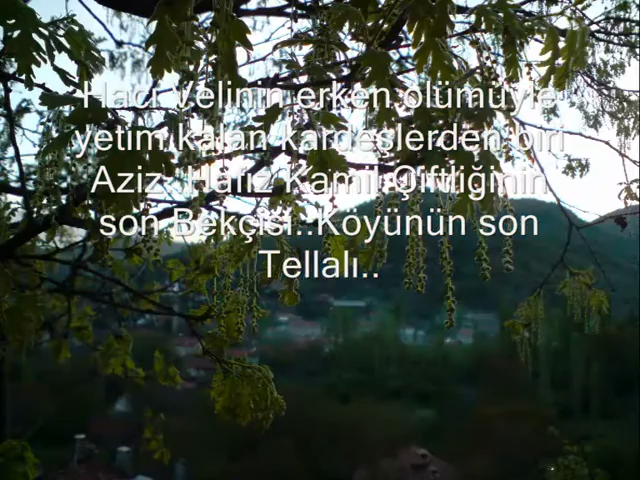 Hacı Velinin erken ölümüyle
yetim kalan kardeşlerden biri
Aziz..Hafız Kamil Çiftliğinin
son Bekçisi..Köyünün son
Tellalı..